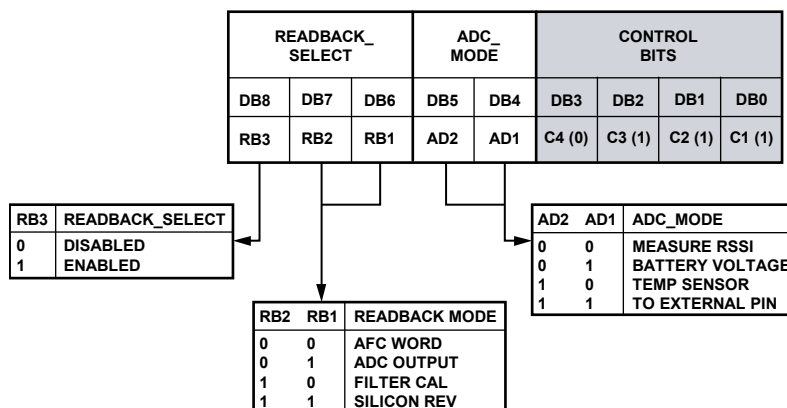 READBACK_
SELECT
ADC_
MODE
CONTROL
BITS
DB8 DB7 DB6 DB5 DB4 DB3 DB2 DB1 DB0
RB3 RB2 RB1 AD2 AD1 C4 (0) C3 (1) C2 (1) C1 (1)
RB3 READBACK_SELECT
0 DISABLED
1 ENABLED
AD2 AD1 ADC_MODE
0 0 MEASURE RSSI
0 1 BATTERY VOLTAGE
1 0 TEMP SENSOR
1 1 TO EXTERNAL PIN
RB2 RB1 READBACK MODE
0 0 AFC WORD
0 1 ADC OUTPUT
1 0 FILTER CAL
1 1 SILICON REV